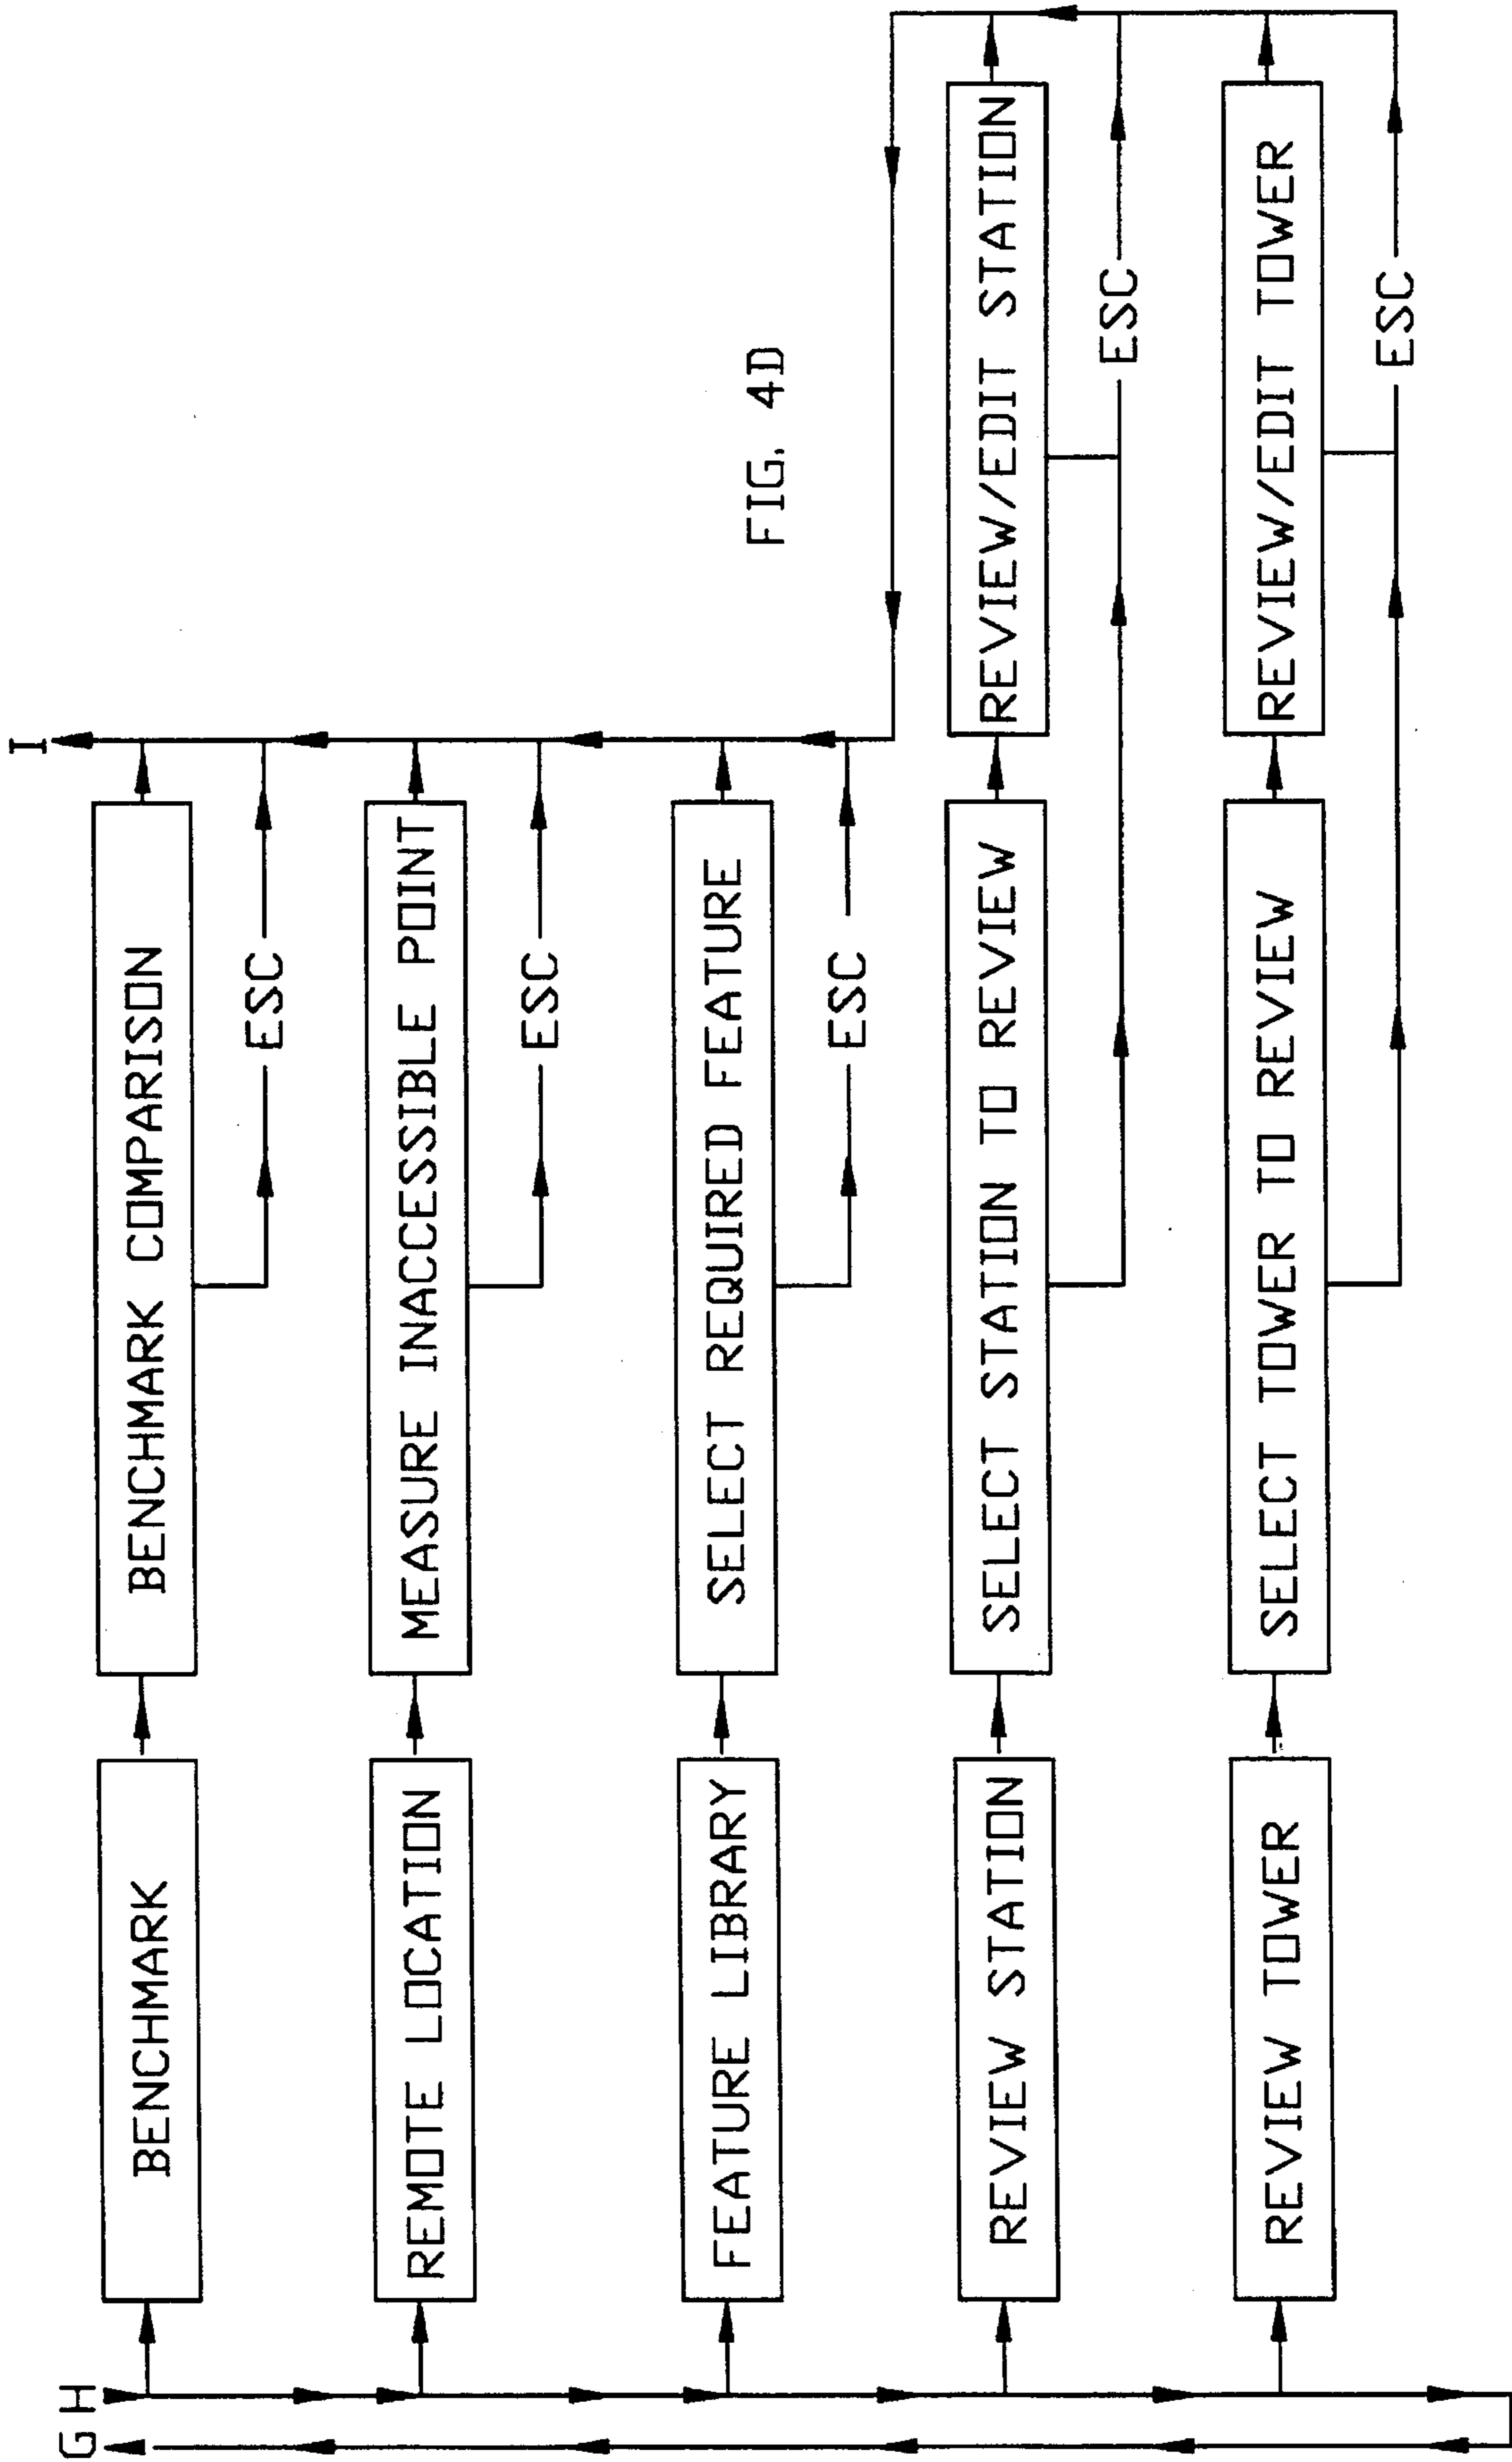 G H
I
BENCHMARK
BENCHMARK COMPARISON
ESC
REMOTE LOCATION
MEASURE INACCESSIBLE POINT
ESC
FEATURE LIBRARY
SELECT REQUIRED FEATURE
ESC
FIG. 4D
REVIEW STATION
SELECT STATION TO REVIEW
REVIEW/EDIT STATION
ESC
REVIEW TOWER
SELECT TOWER TO REVIEW
REVIEW/EDIT TOWER
ESC